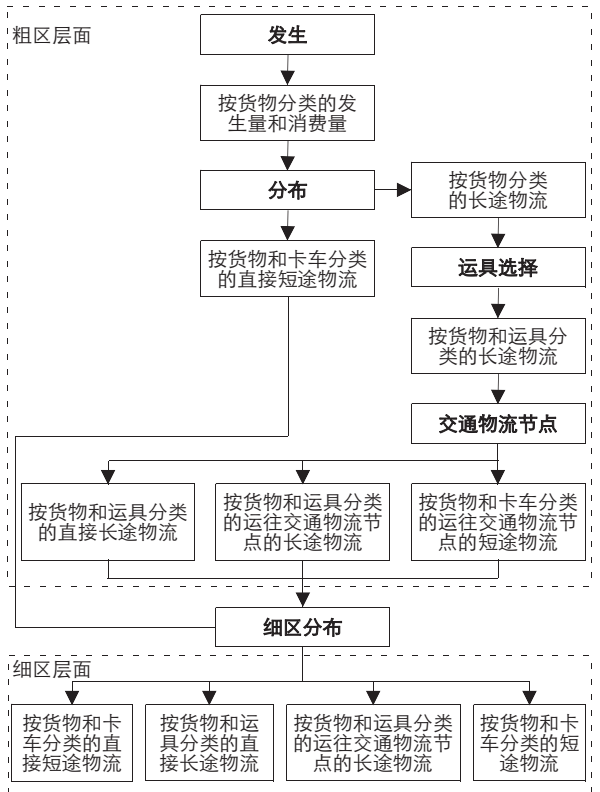 粗区层面
发生
按货物分类的发
生量和消费量
分布
按货物分类
的长途物流
按货物和卡车分类
的直接短途物流
运具选择
按货物和运具分
类的长途物流
交通物流节点
按货物和运具分类
的直接长途物流
按货物和运具分类
的运往交通物流节
点的长途物流
按货物和卡车分类
的运往交通物流节
点的短途物流
细区分布
细区层面
按货物和卡
车分类的直
接短途物流
按货物和运
具分类的直
接长途物流
按货物和运具分类
的运往交通物流节
点的长途物流
按货物和卡
车分类的短
途物流